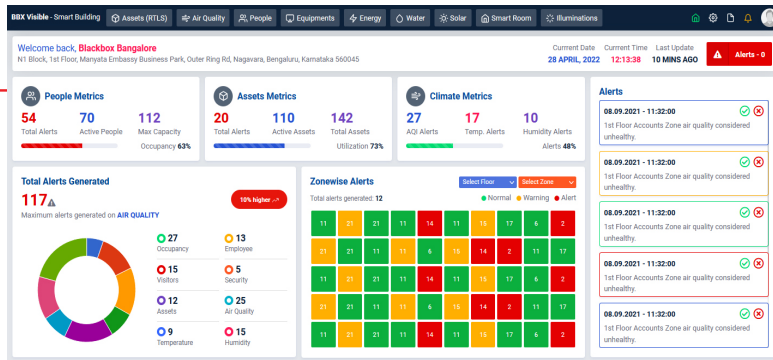 BBX Visible - Smart Building Assets (RTLS) Air Quality People Equipments Energy Water Solar Smart Room Illuminations
Welcome back, Blackbox Bangalore
N1 Block, 1st Floor, Manyata Embassy Business Park, Outer Ring Rd, Nagavara, Bengaluru, Karnataka 560045
Current Date Current Time Last Update
28 APRIL, 2022 12:13:38 10 MINS AGO
Alerts - 0
People Metrics
54 70 112
Total Alerts Active People Max Capacity
Occupancy 63%
Assets Metrics
20 110 142
Total Alerts Active Assets Total Assets
Utilization 73%
Climate Metrics
27 17 10
AQI Alerts Temp. Alerts Humidity Alerts
Alerts 48%
Alerts
08.09.2021 - 11:32:00
1st Floor Accounts Zone air quality considered
unhealthy.
08.09.2021 - 11:32:00
1st Floor Accounts Zone air quality considered
unhealthy.
08.09.2021 - 11:32:00
1st Floor Accounts Zone air quality considered
unhealthy.
08.09.2021 - 11:32:00
1st Floor Accounts Zone air quality considered
unhealthy.
08.09.2021 - 11:32:00
1st Floor Accounts Zone air quality considered
unhealthy.
Total Alerts Generated
117
10% higher
Maximum alerts generated on AIR QUALITY
27 13
Occupancy Employee
15 5
Visitors Security
12 25
Assets Air Quality
9 15
Temperature Humidity
Zonewise Alerts
Select Floor Select Zone
Total alerts generated: 12
Normal Warning Alert
11 21 21 11 14 11 15 17 6 2
21 21 11 11 6 15 14 2 11 17
11 21 21 11 14 11 15 17 6 2
21 21 11 11 6 15 14 2 11 17
11 21 21 11 14 11 15 17 6 2